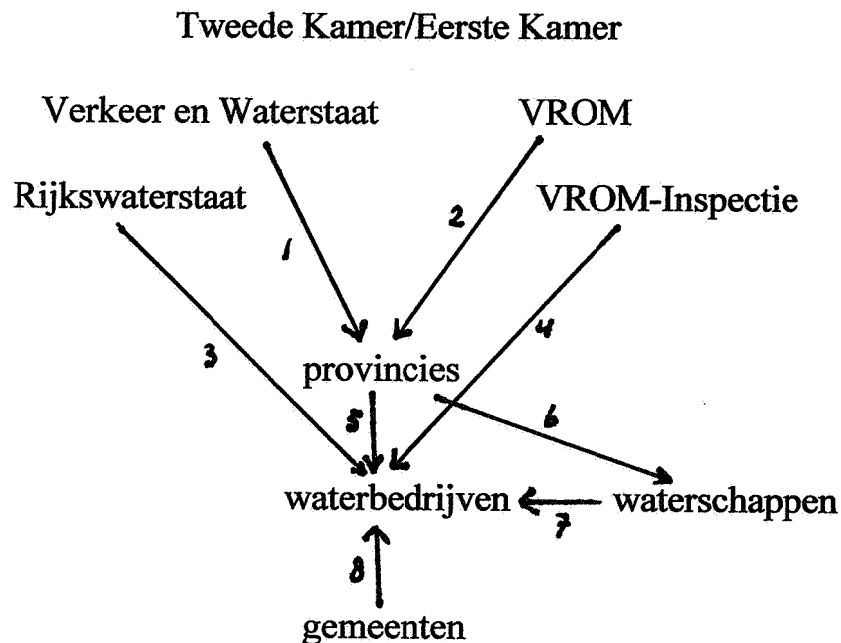 Tweede Kamer/Eerste Kamer
Verkeer en Waterstaat VROM
Rijkswaterstaat VROM-Inspectie
2
1
3 4
provincies
5 6
waterbedrijven waterschappen
7
8
gemeenten